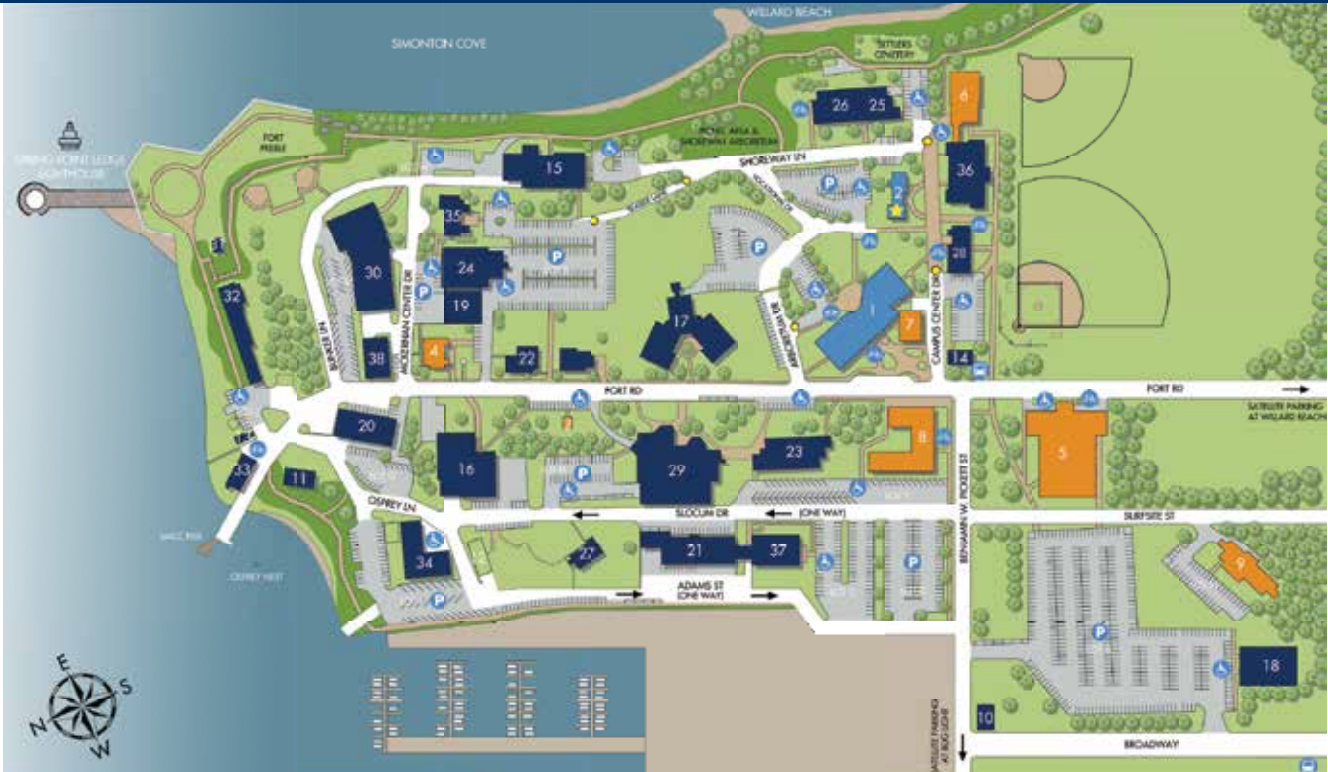 WILLARD BEACH
SIMONTON COVE
SETTLERS
CEMETERY
6
26
25
FORT
PREBLE
PICNIC AREA &
SHOREWAY ARBORETUM
SPRING POINT LEDGE
LIGHTHOUSE
15
SHOREWAY LN
36
VOCATIONAL DR
P
2
35
28
30
24
P
P
P
32
19
MCKERNIAN CENTER DR
BUNKER LN
17
1
7
CAMPUS CENTER DR
ARBORETUM DR
38
4
22
14
FORT RD
FORT RD
SATELLITE PARKING
AT WILLARD BEACH
20
8
5
16
29
23
P
33
11
OSPREY LN
SLOCUM DR
(ONE WAY)
BENJAMIN W. PICKETT ST
SURFSITE ST
OSPREY NEST
34
27
21
37
P
9
ADAMS ST
(ONE WAY)
P
P
18
E
S
N
W
10
SATELLITE PARKING
AT BUG LIGHT
BROADWAY